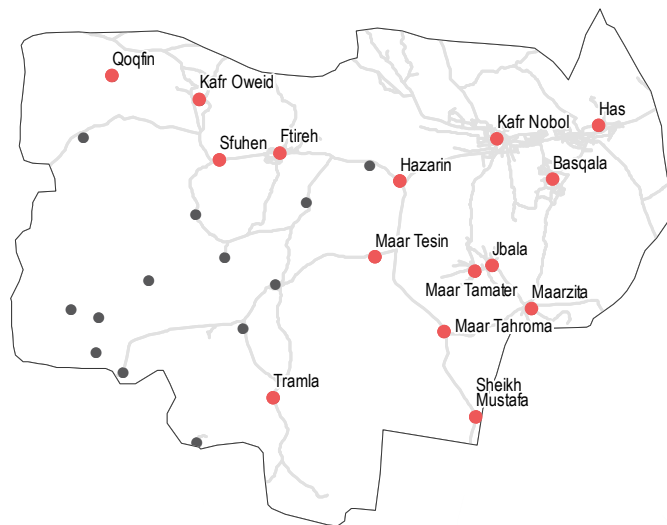 Qoqfin
Kafr Oweid
Has
Kafr Nobol
Ftireh
Sfuhen
Hazarin
Basqala
Maar Tesin
Jbala
Maar Tamater
Maarzita
Maar Tahroma
Tramla
Sheikh
Mustafa